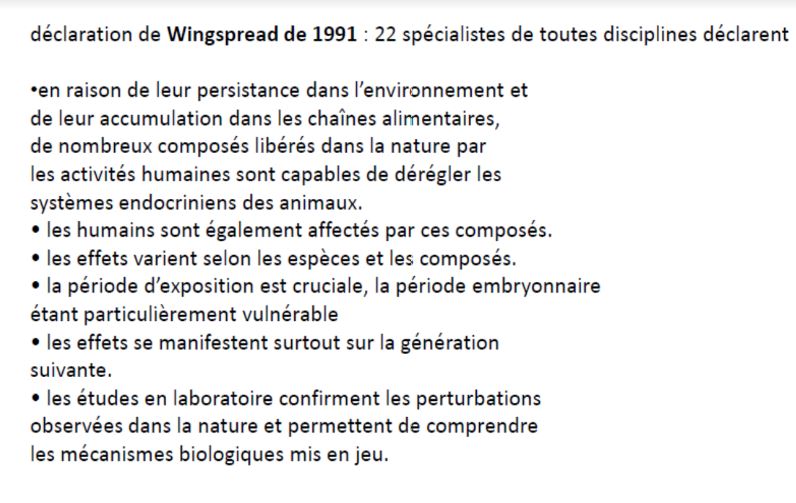 déclaration de Wingspread de 1991 : 22 spécialistes de toutes disciplines déclarent
•en raison de leur persistance dans l’environnement et
de leur accumulation dans les chaînes alimentaires,
de nombreux composés libérés dans la nature par
les activités humaines sont capables de dérégler les
systèmes endocriniens des animaux.
• les humains sont également affectés par ces composés.
• les effets varient selon les espèces et les composés.
• la période d’exposition est cruciale, la période embryonnaire
étant particulièrement vulnérable
• les effets se manifestent surtout sur la génération
suivante.
• les études en laboratoire confirment les perturbations
observées dans la nature et permettent de comprendre
les mécanismes biologiques mis en jeu.